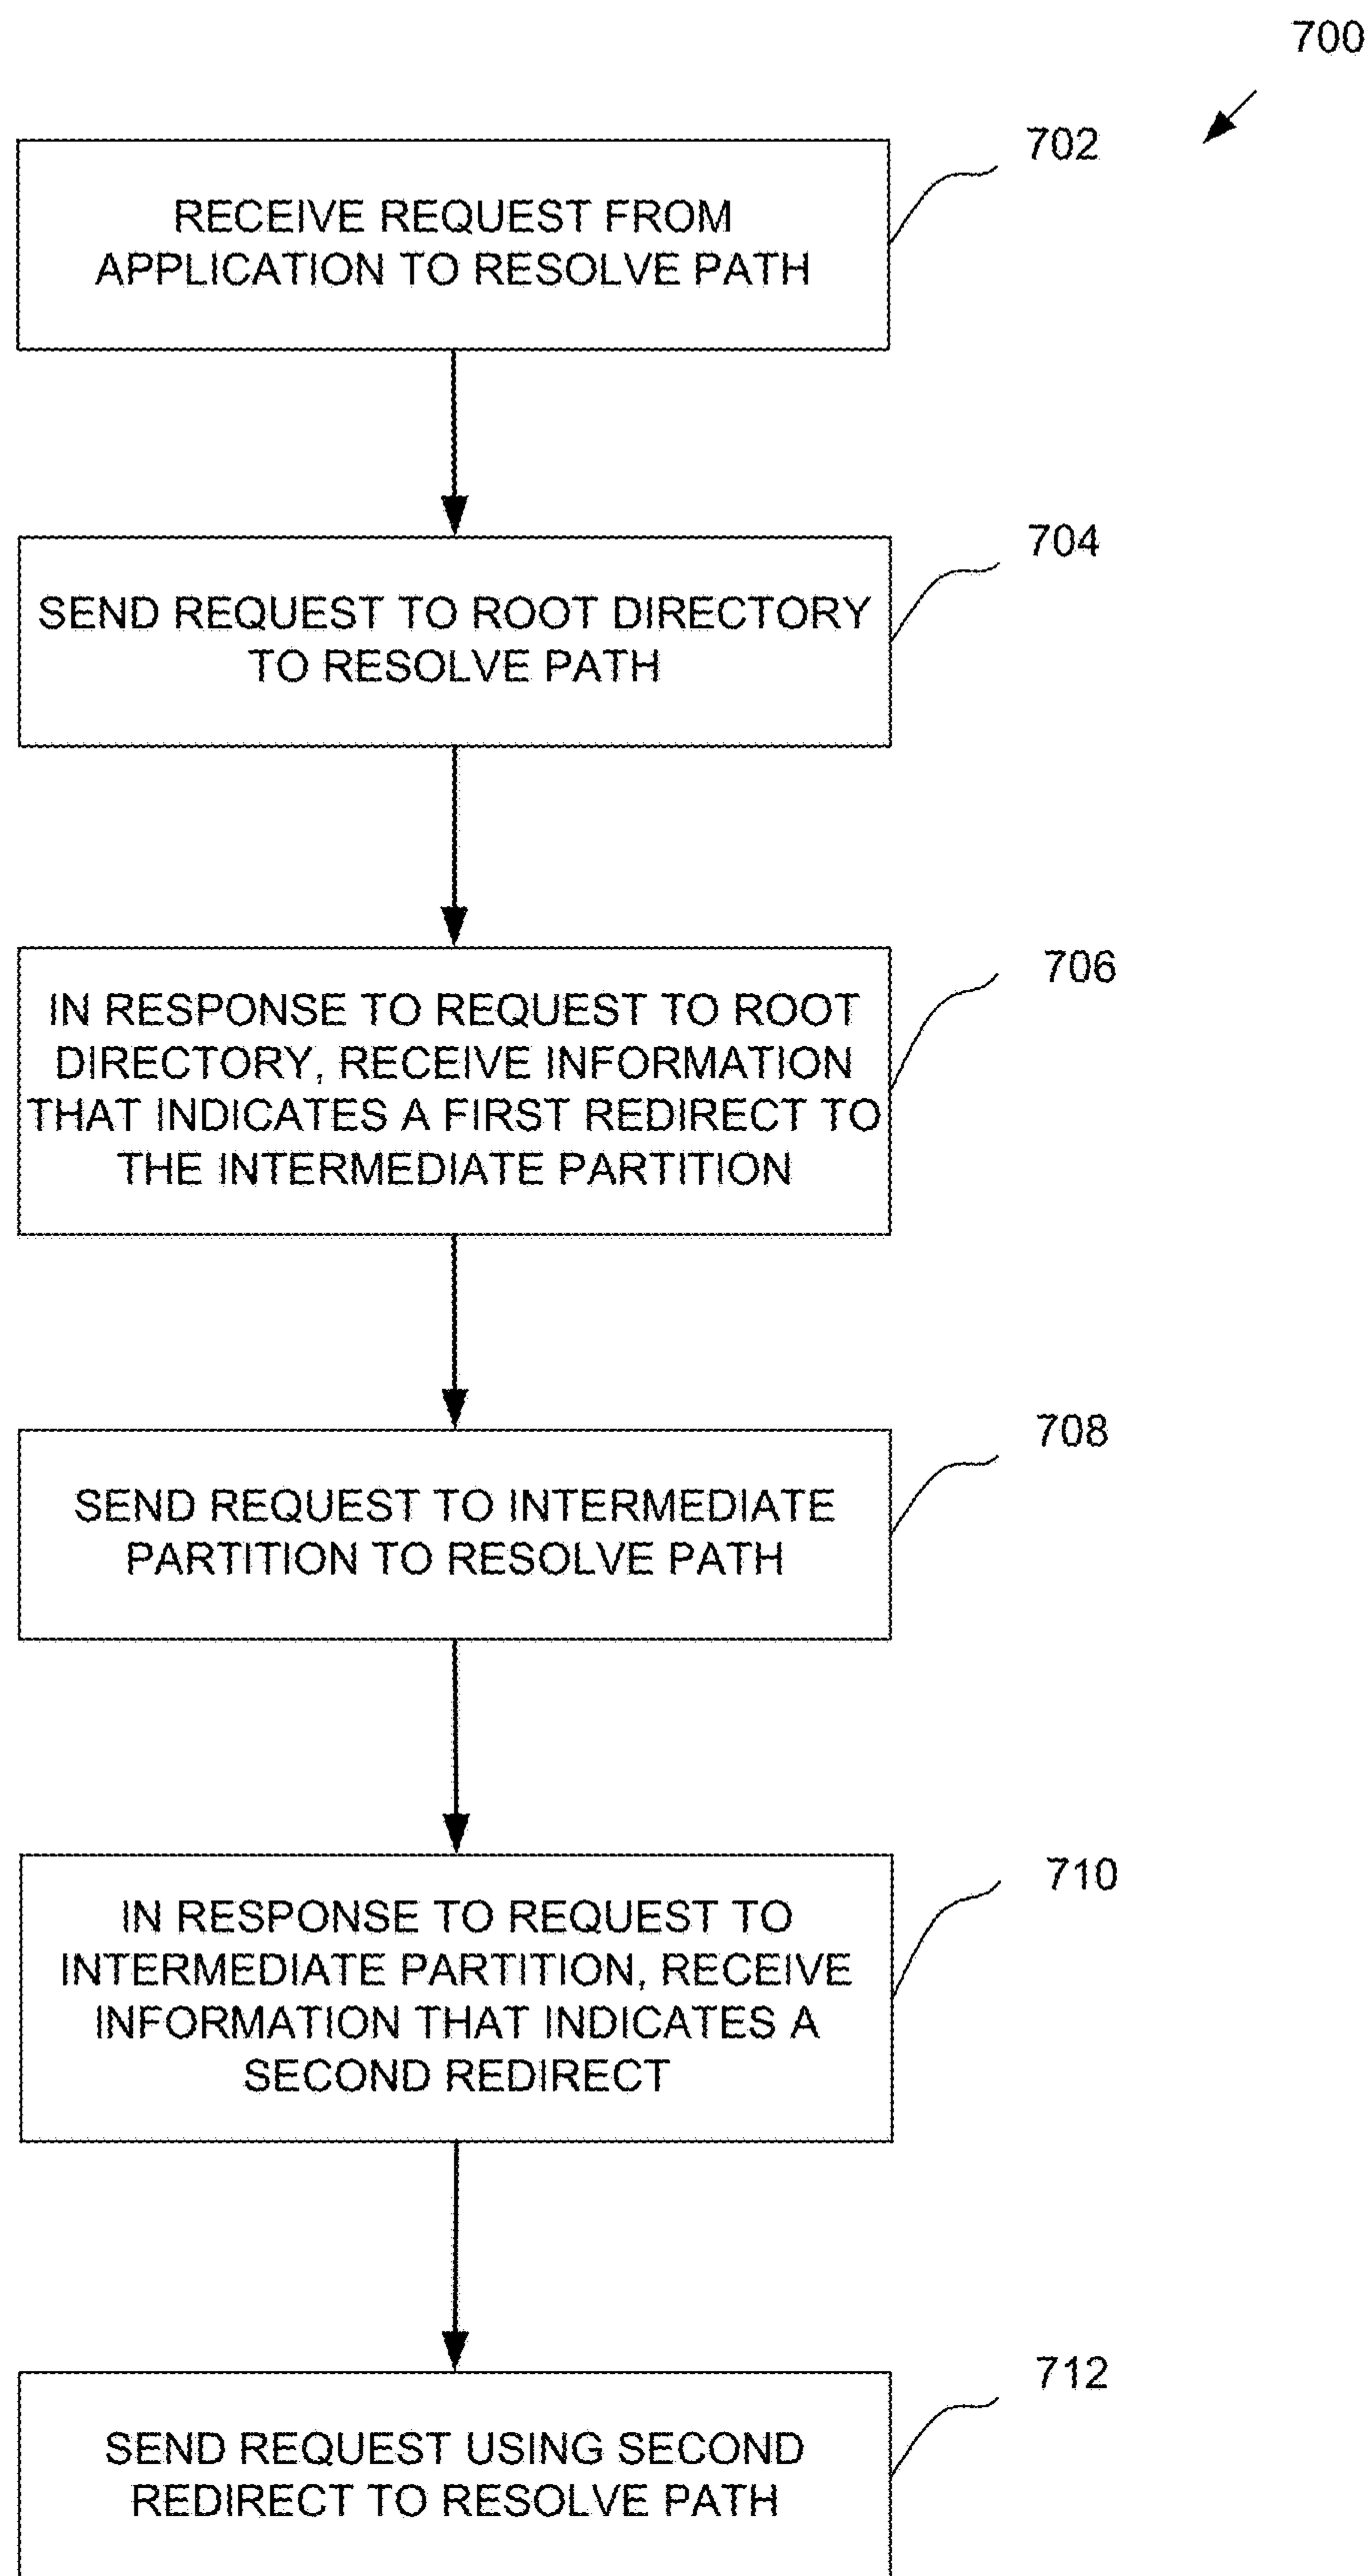 700
702
RECEIVE REQUEST FROM
APPLICATION TO RESOLVE PATH
704
SEND REQUEST TO ROOT DIRECTORY
TO RESOLVE PATH
706
IN RESPONSE TO REQUEST TO ROOT
DIRECTORY, RECEIVE INFORMATION
THAT INDICATES A FIRST REDIRECT TO
THE INTERMEDIATE PARTITION
708
SEND REQUEST TO INTERMEDIATE
PARTITION TO RESOLVE PATH
710
IN RESPONSE TO REQUEST TO
INTERMEDIATE PARTITION, RECEIVE
INFORMATION THAT INDICATES A
SECOND REDIRECT
712
SEND REQUEST USING SECOND
REDIRECT TO RESOLVE PATH